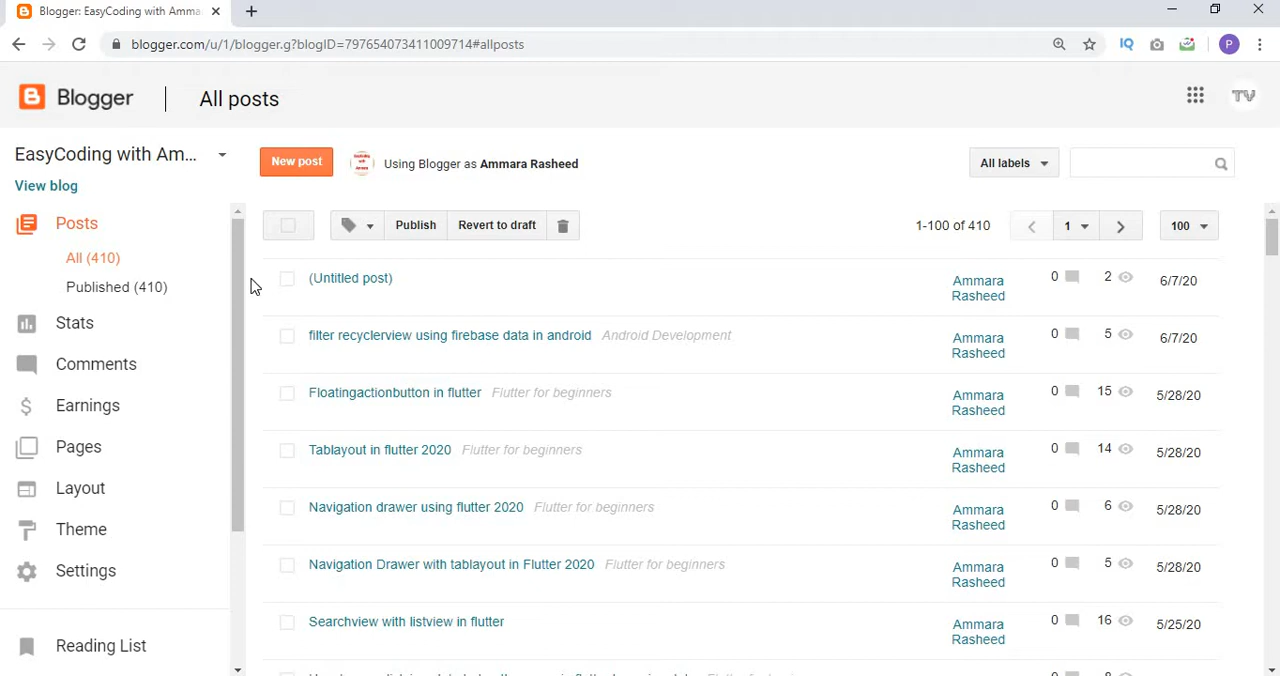 Blogger: EasyCoding with Amma
blogger.com/u/1/blogger.g?blogID=797654073411009714#allposts
IQ
P
Blogger
All posts
TV
EasyCoding with Am...
View blog
New post
Using Blogger as Ammara Rasheed
All labels
Posts
All (410)
Published (410)
Stats
Comments
Earnings
Pages
Layout
Theme
Settings
Reading List
Publish
Revert to draft
1-100 of 410
1
100
(Untitled post)
Ammara
Rasheed
0
2
6/7/20
filter recyclerview using firebase data in android Android Development
Ammara
Rasheed
0
5
6/7/20
Floatingactionbutton in flutter Flutter for beginners
Ammara
Rasheed
0
15
5/28/20
Tablayout in flutter 2020 Flutter for beginners
Ammara
Rasheed
0
14
5/28/20
Navigation drawer using flutter 2020 Flutter for beginners
Ammara
Rasheed
0
6
5/28/20
Navigation Drawer with tablayout in Flutter 2020 Flutter for beginners
Ammara
Rasheed
0
5
5/28/20
Searchview with listview in flutter
Ammara
Rasheed
0
16
5/25/20